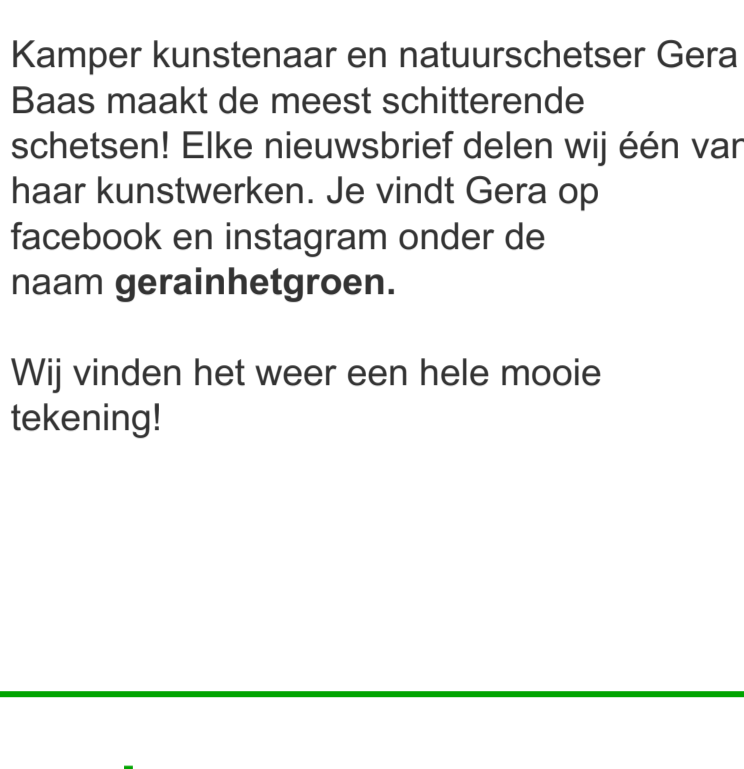 Kamper kunstenaar en natuurschetser Gera
Baas maakt de meest schitterende
schetsen! Elke nieuwsbrief delen wij één van
haar kunstwerken. Je vindt Gera op
facebook en instagram onder de
naam gerainhetgroen.
Wij vinden het weer een hele mooie
tekening!